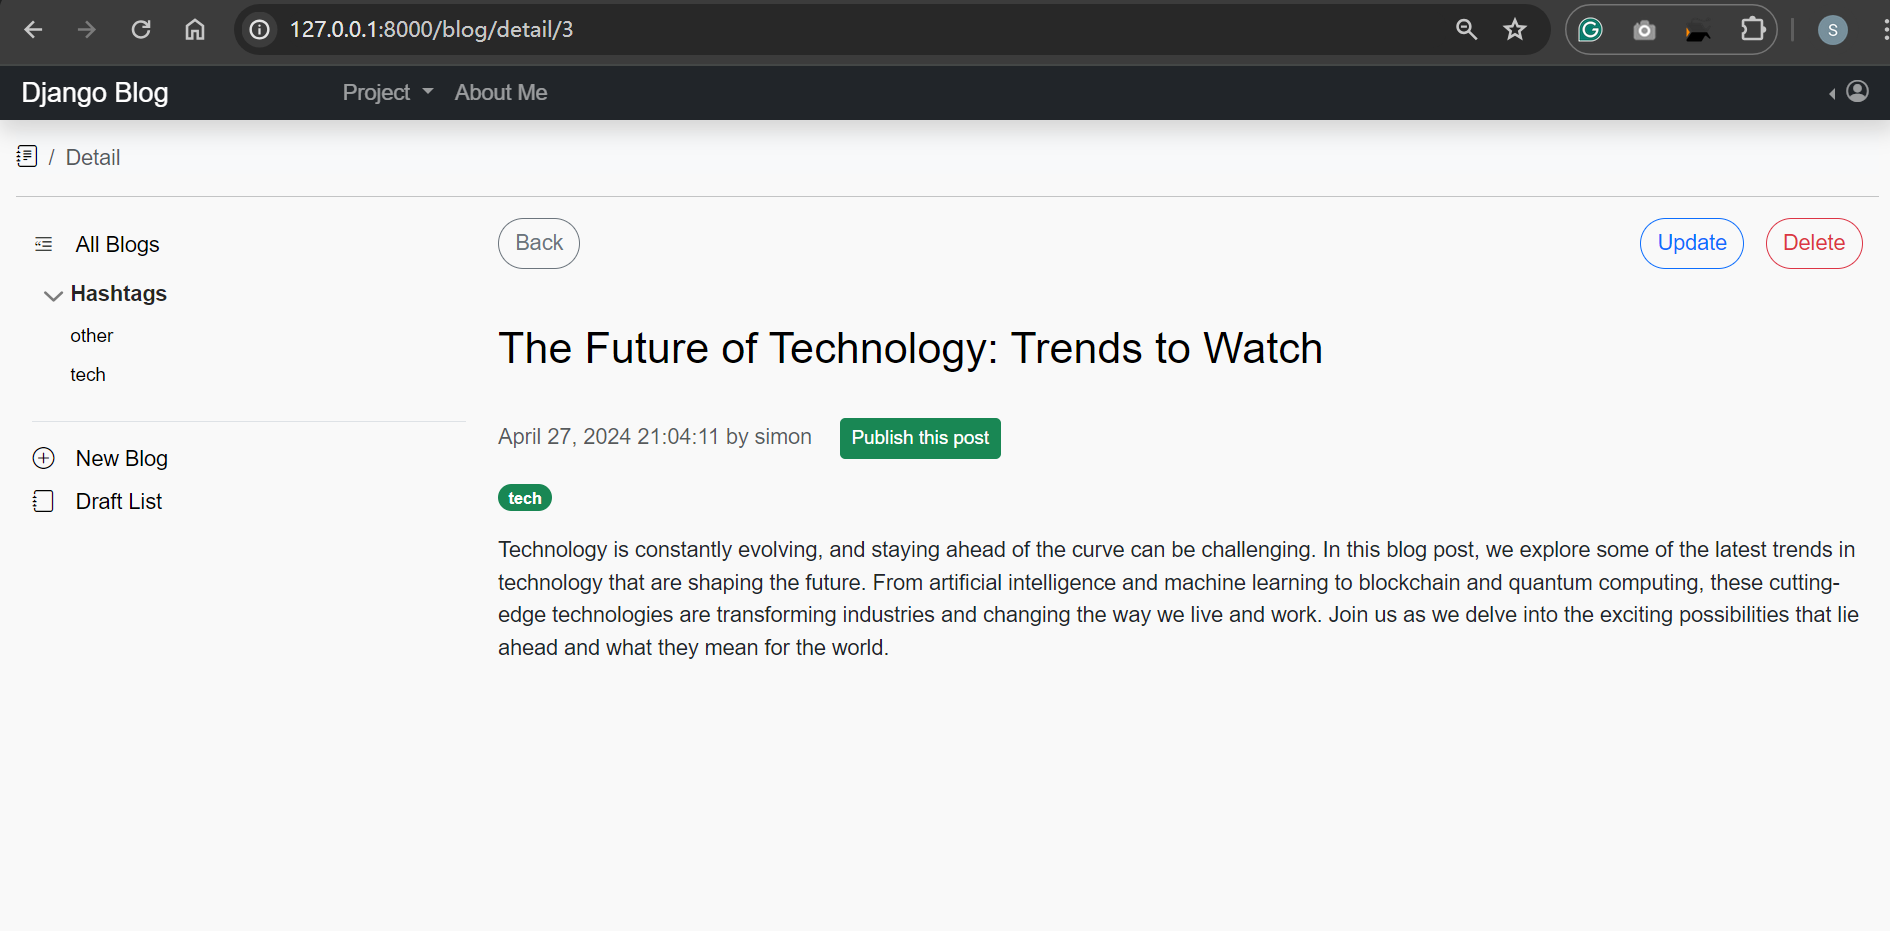 127.0.0.1:8000/blog/detail/3
S
Django Blog Project About Me
/ Detail
All Blogs
Hashtags
other
tech
New Blog
Draft List
Back Update Delete
The Future of Technology: Trends to Watch
April 27, 2024 21:04:11 by simon Publish this post
tech
Technology is constantly evolving, and staying ahead of the curve can be challenging. In this blog post, we explore some of the latest trends in
technology that are shaping the future. From artificial intelligence and machine learning to blockchain and quantum computing, these cutting-
edge technologies are transforming industries and changing the way we live and work. Join us as we delve into the exciting possibilities that lie
ahead and what they mean for the world.